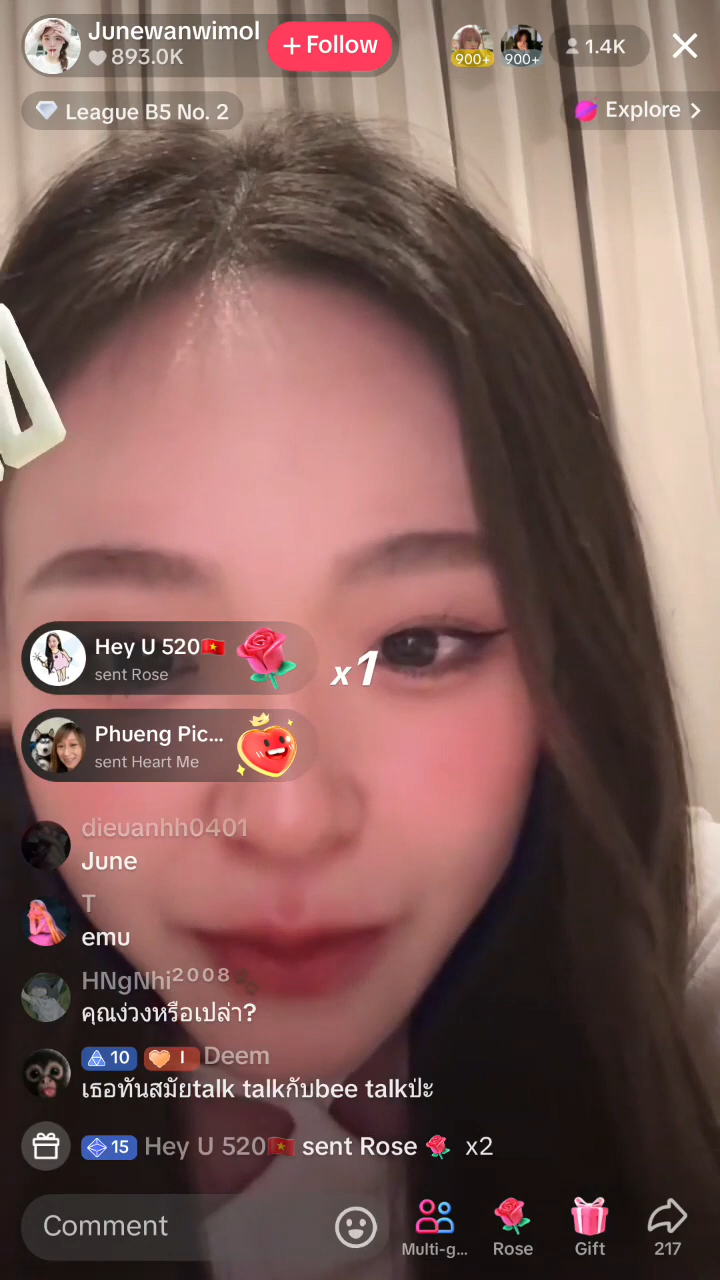 Junewanwimol
893.0K
+ Follow
900+
900+
1.4K
League B5 No. 2
Explore >
Hey U 520
sent Rose
x1
Phueng Pic...
sent Heart Me
dieuanhh0401
June
T
emu
HNgNhi²⁰⁰⁸
คุณง่วงหรือเปล่า?
10 I Deem
เธอทันสมัยtalk talkกับbee talkป่ะ
15 Hey U 520 sent Rose x2
Comment
Multi-g...
Rose
Gift
217